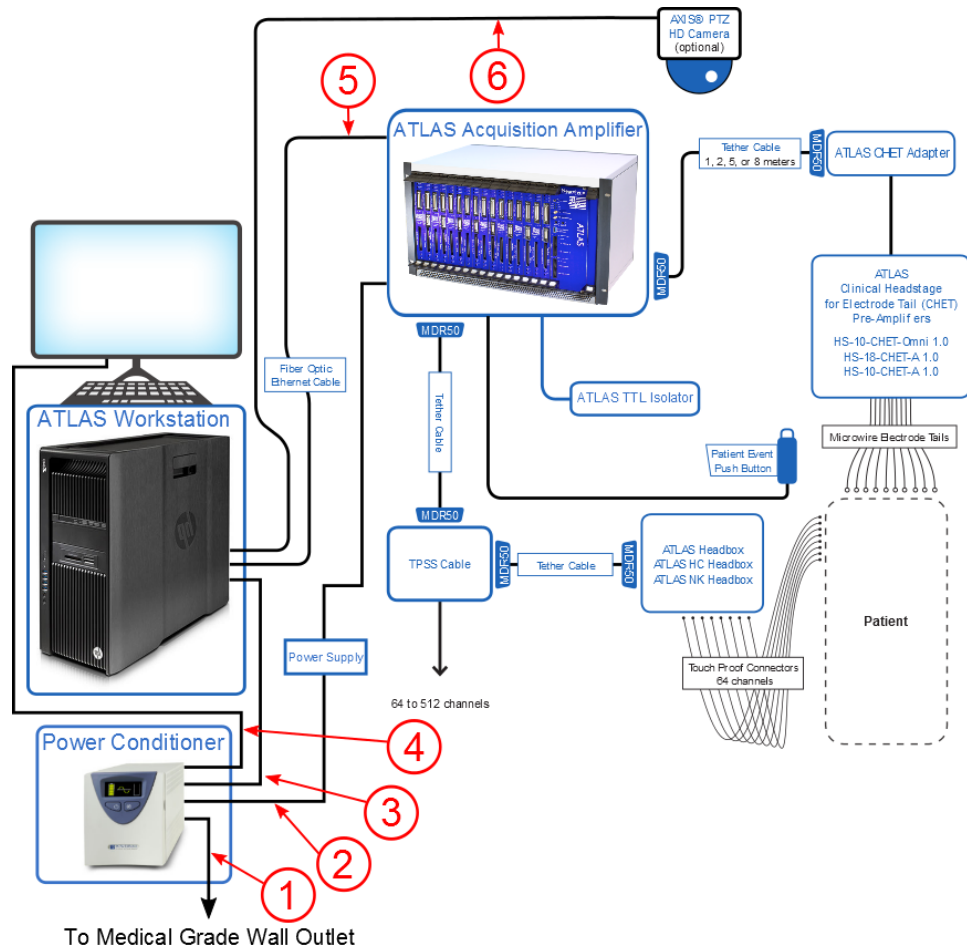 AXIS® PTZ
HD Camera
(optional)
6
5
ATLAS Acquisition Amplifier
ATLAS
MDR50
Tether Cable
1, 2, 5, or 8 meters
MDR50
ATLAS CHET Adapter
ATLAS
Clinical Headstage
for Electrode Tail (CHET)
Pre-Amplifiers
HS-10-CHET-Omni 1.0
HS-18-CHET-A 1.0
HS-10-CHET-A 1.0
Microwire Electrode Tails
MDR50
Fiber Optic
Ethernet Cable
Tether Cable
ATLAS TTL Isolator
Patient Event
Push Button
ATLAS Workstation
hp
MDR50
TPSS Cable
MDR50
Tether Cable
MDR50
ATLAS Headbox
ATLAS HC Headbox
ATLAS NK Headbox
Patient
Touch Proof Connectors
64 channels
Power Supply
64 to 512 channels
Power Conditioner
4
3
2
1
To Medical Grade Wall Outlet